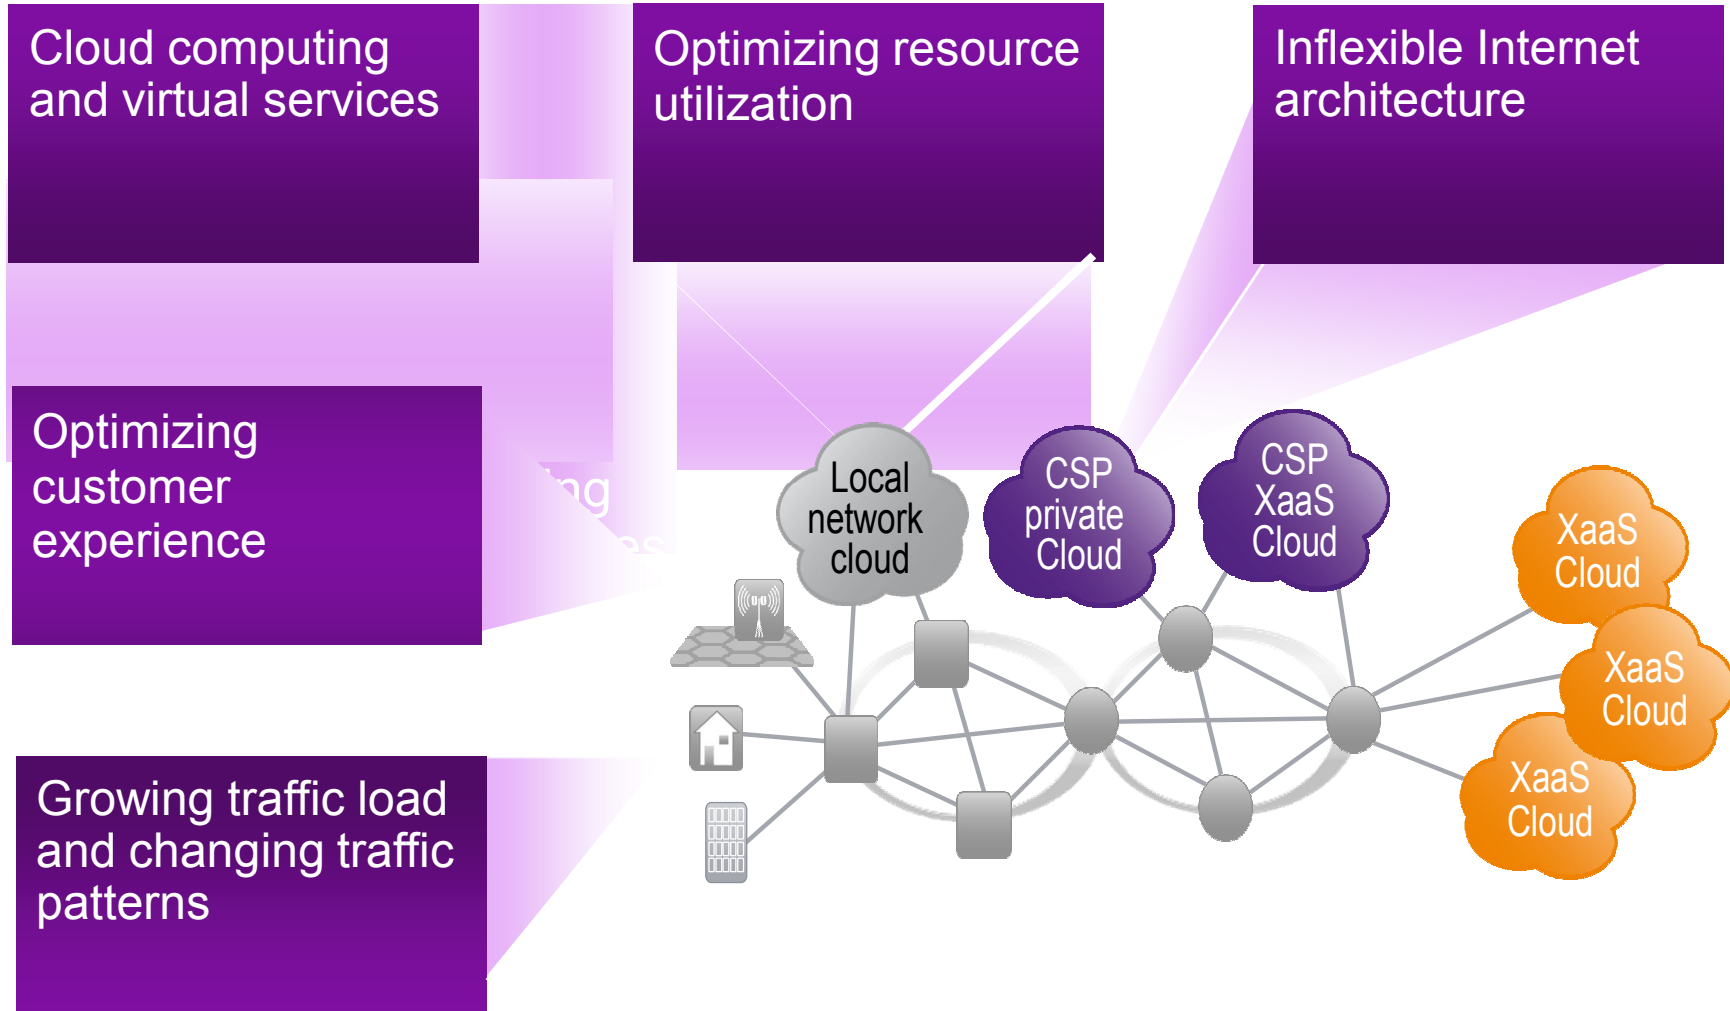 Cloud computing
and virtual services
Optimizing resource
utilization
Inflexible Internet
architecture
Optimizing
customer
experience
Growing traffic load
and changing traffic
patterns
Local
network
cloud
CSP
private
Cloud
CSP
XaaS
Cloud
XaaS
Cloud
XaaS
Cloud
XaaS
Cloud